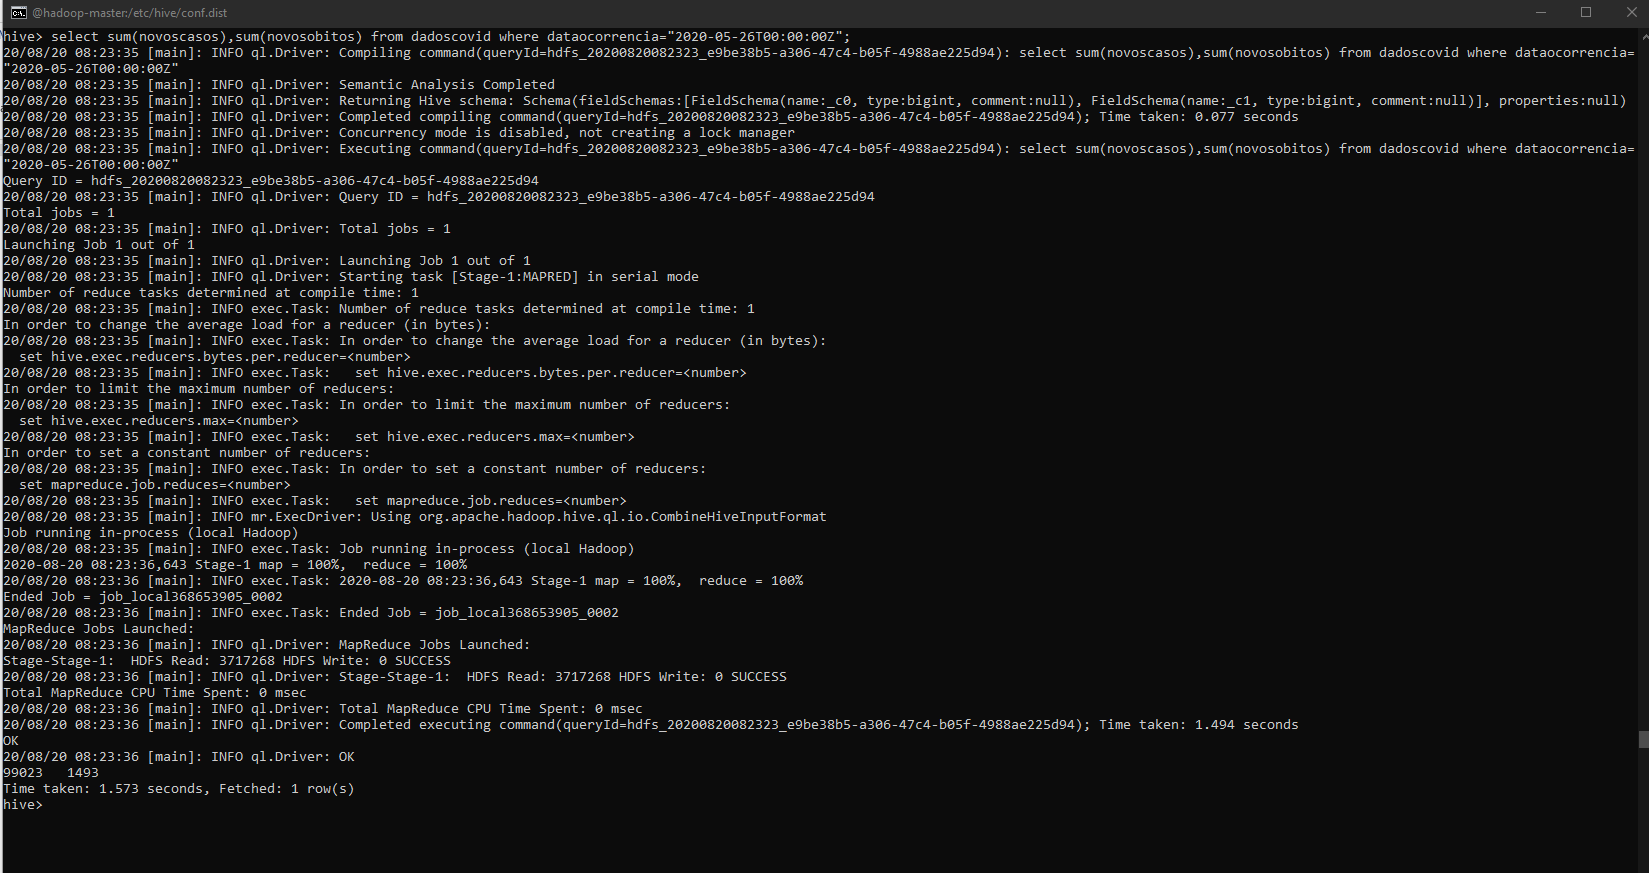 @hadoop-master:/etc/hive/conf.dist
hive> select sum(novoscasos),sum(novosobitos) from dadoscovid where dataocorrencia="2020-05-26T00:00:00Z";
20/08/20 08:23:35 [main]: INFO ql.Driver: Compiling command(queryId=hdfs_20200820082323_e9be38b5-a306-47c4-b05f-4988ae225d94): select sum(novoscasos),sum(novosobitos) from dadoscovid where dataocorrencia=
"2020-05-26T00:00:00Z"
20/08/20 08:23:35 [main]: INFO ql.Driver: Semantic Analysis Completed
20/08/20 08:23:35 [main]: INFO ql.Driver: Returning Hive schema: Schema(fieldSchemas:[FieldSchema(name:_c0, type:bigint, comment:null), FieldSchema(name:_c1, type:bigint, comment:null)], properties:null)
20/08/20 08:23:35 [main]: INFO ql.Driver: Completed compiling command(queryId=hdfs_20200820082323_e9be38b5-a306-47c4-b05f-4988ae225d94); Time taken: 0.077 seconds
20/08/20 08:23:35 [main]: INFO ql.Driver: Concurrency mode is disabled, not creating a lock manager
20/08/20 08:23:35 [main]: INFO ql.Driver: Executing command(queryId=hdfs_20200820082323_e9be38b5-a306-47c4-b05f-4988ae225d94): select sum(novoscasos),sum(novosobitos) from dadoscovid where dataocorrencia=
"2020-05-26T00:00:00Z"
Query ID = hdfs_20200820082323_e9be38b5-a306-47c4-b05f-4988ae225d94
20/08/20 08:23:35 [main]: INFO ql.Driver: Query ID = hdfs_20200820082323_e9be38b5-a306-47c4-b05f-4988ae225d94
Total jobs = 1
20/08/20 08:23:35 [main]: INFO ql.Driver: Total jobs = 1
Launching Job 1 out of 1
20/08/20 08:23:35 [main]: INFO ql.Driver: Launching Job 1 out of 1
20/08/20 08:23:35 [main]: INFO ql.Driver: Starting task [Stage-1:MAPRED] in serial mode
Number of reduce tasks determined at compile time: 1
20/08/20 08:23:35 [main]: INFO exec.Task: Number of reduce tasks determined at compile time: 1
In order to change the average load for a reducer (in bytes):
20/08/20 08:23:35 [main]: INFO exec.Task: In order to change the average load for a reducer (in bytes):
  set hive.exec.reducers.bytes.per.reducer=<number>
20/08/20 08:23:35 [main]: INFO exec.Task:   set hive.exec.reducers.bytes.per.reducer=<number>
In order to limit the maximum number of reducers:
20/08/20 08:23:35 [main]: INFO exec.Task: In order to limit the maximum number of reducers:
  set hive.exec.reducers.max=<number>
20/08/20 08:23:35 [main]: INFO exec.Task:   set hive.exec.reducers.max=<number>
In order to set a constant number of reducers:
20/08/20 08:23:35 [main]: INFO exec.Task: In order to set a constant number of reducers:
  set mapreduce.job.reduces=<number>
20/08/20 08:23:35 [main]: INFO exec.Task:   set mapreduce.job.reduces=<number>
20/08/20 08:23:35 [main]: INFO mr.ExecDriver: Using org.apache.hadoop.hive.ql.io.CombineHiveInputFormat
Job running in-process (local Hadoop)
20/08/20 08:23:35 [main]: INFO exec.Task: Job running in-process (local Hadoop)
2020-08-20 08:23:36,643 Stage-1 map = 100%,  reduce = 100%
20/08/20 08:23:36 [main]: INFO exec.Task: 2020-08-20 08:23:36,643 Stage-1 map = 100%,  reduce = 100%
Ended Job = job_local368653905_0002
20/08/20 08:23:36 [main]: INFO exec.Task: Ended Job = job_local368653905_0002
MapReduce Jobs Launched:
20/08/20 08:23:36 [main]: INFO ql.Driver: MapReduce Jobs Launched:
Stage-Stage-1:  HDFS Read: 3717268 HDFS Write: 0 SUCCESS
20/08/20 08:23:36 [main]: INFO ql.Driver: Stage-Stage-1:  HDFS Read: 3717268 HDFS Write: 0 SUCCESS
Total MapReduce CPU Time Spent: 0 msec
20/08/20 08:23:36 [main]: INFO ql.Driver: Total MapReduce CPU Time Spent: 0 msec
20/08/20 08:23:36 [main]: INFO ql.Driver: Completed executing command(queryId=hdfs_20200820082323_e9be38b5-a306-47c4-b05f-4988ae225d94); Time taken: 1.494 seconds
OK
20/08/20 08:23:36 [main]: INFO ql.Driver: OK
99023   1493
Time taken: 1.573 seconds, Fetched: 1 row(s)
hive>